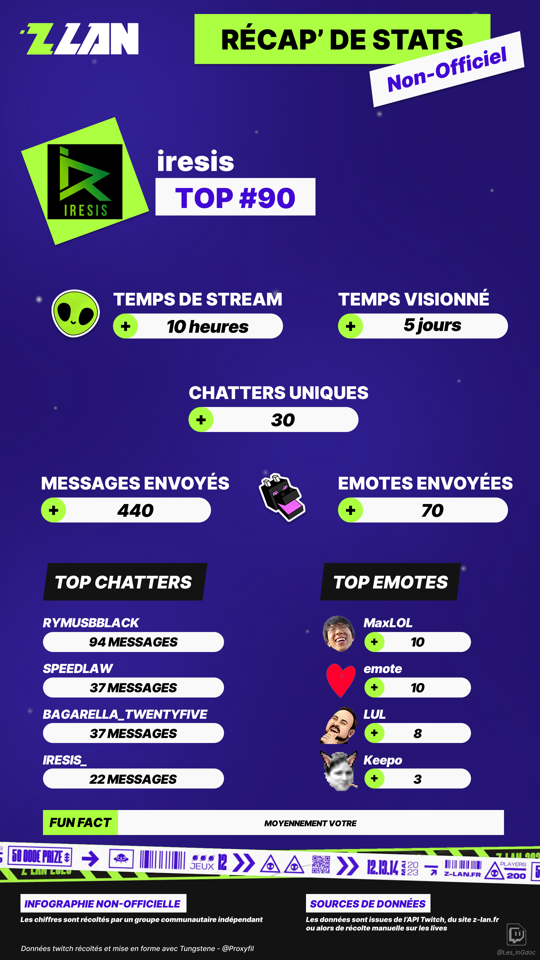 ZLAN
RÉCAP' DE STATS
Non-Officiel
iresis
IRESIS
TOP #90
TEMPS DE STREAM
+ 10 heures
TEMPS VISIONNÉ
+ 5 jours
CHATTERS UNIQUES
+ 30
MESSAGES ENVOYÉS
+ 440
EMOTES ENVOYÉES
+ 70
TOP CHATTERS
RYMUSBBLACK
94 MESSAGES
SPEEDLAW
37 MESSAGES
BAGARELLA_TWENTYFIVE
37 MESSAGES
IRESIS_
22 MESSAGES
TOP EMOTES
MaxLOL
+ 10
emote
+ 10
LUL
+ 8
Keepo
+ 3
FUN FACT
MOYENNEMENT VOTRE
50 000€ PRIZE $
JEUX 12
12.13.14 MAI 2023
Z-LAN.FR
PLAYERS 200
INFOGRAPHIE NON-OFFICIELLE
Les chiffres sont récoltés par un groupe communautaire indépendant
SOURCES DE DONNÉES
Les données sont issues de l'API Twitch, du site z-lan.fr
ou alors de récolte manuelle sur les lives
Données twitch récoltés et mise en forme avec Tungstene - @Proxyfil
@Les_InGdoc